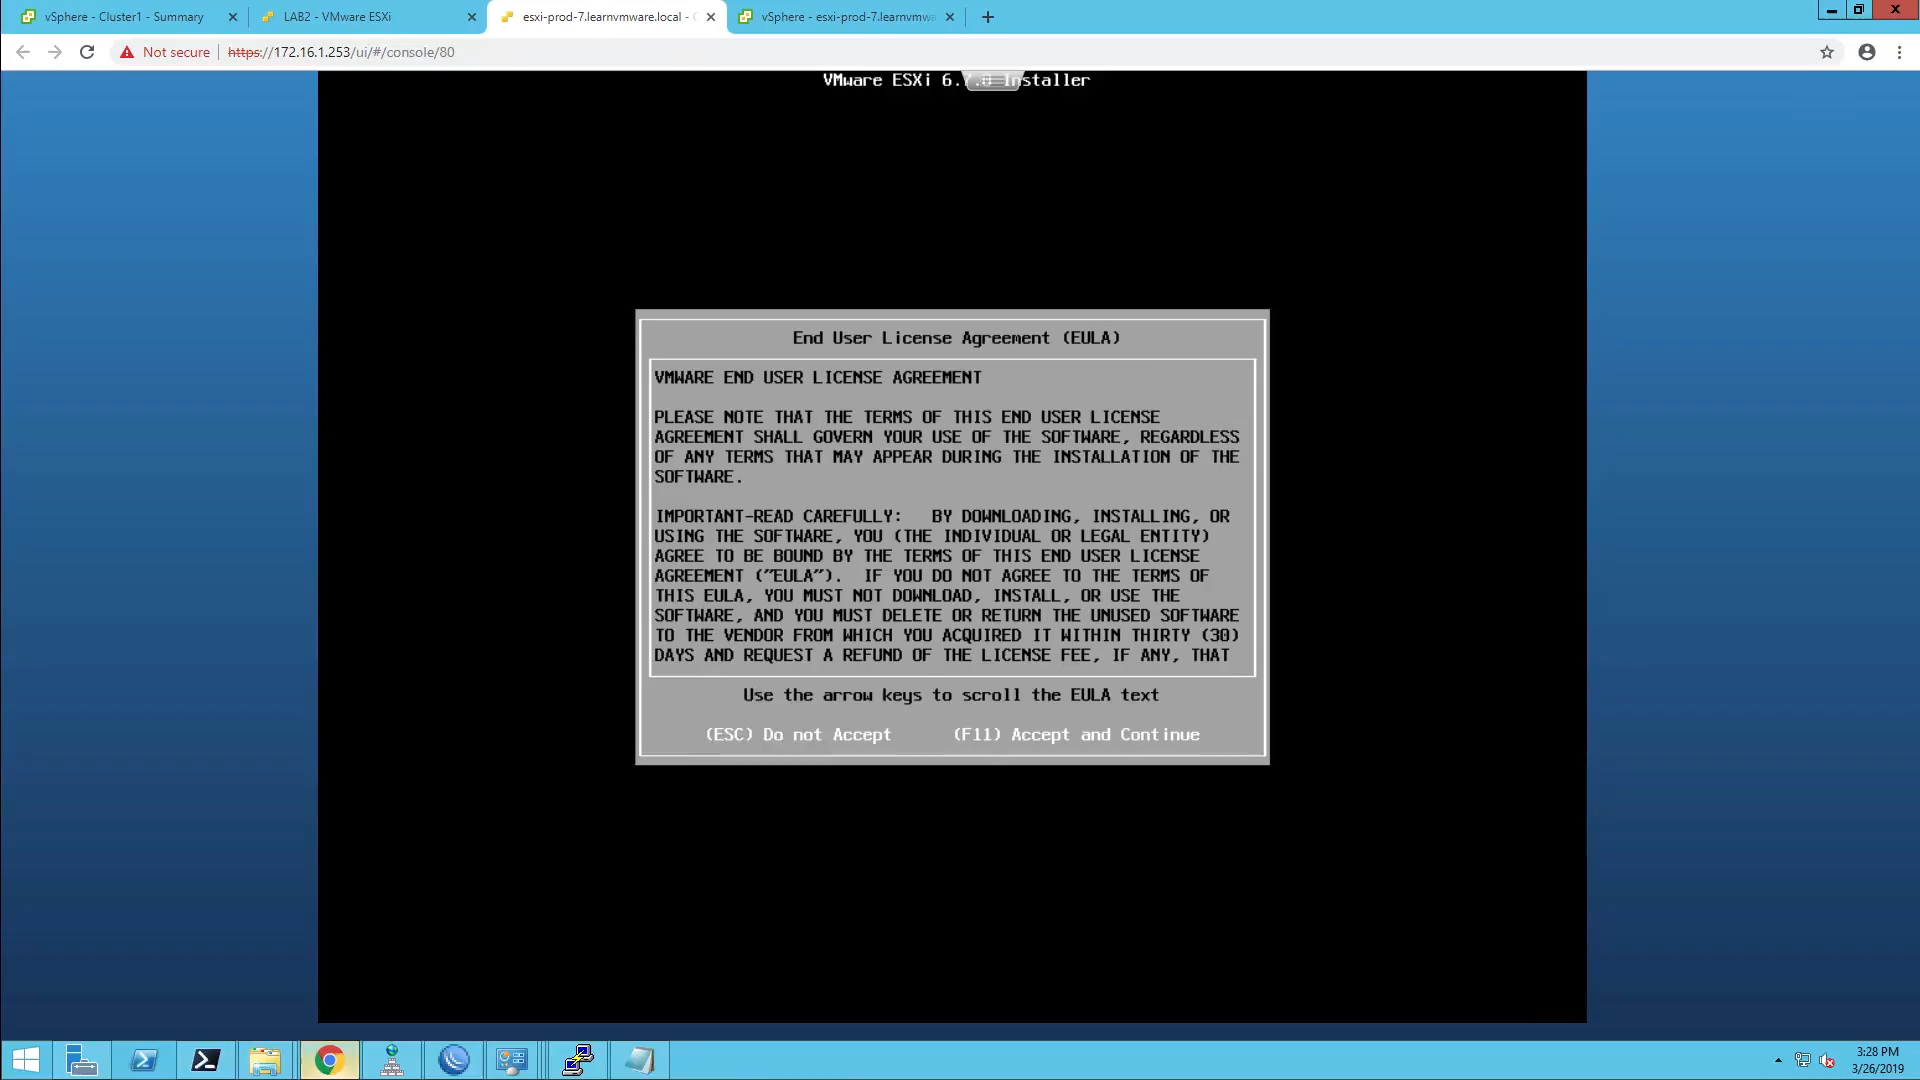 vSphere - Cluster1 - Summary
LAB2 - VMware ESXi
esxi-prod-7.learnvmware.local -
vSphere - esxi-prod-7.learnvmwa
Not secure
https://172.16.1.253/ui/#/console/80
VMware ESXi 6.7.0 Installer
End User License Agreement (EULA)
VMWARE END USER LICENSE AGREEMENT
PLEASE NOTE THAT THE TERMS OF THIS END USER LICENSE
AGREEMENT SHALL GOVERN YOUR USE OF THE SOFTWARE, REGARDLESS
OF ANY TERMS THAT MAY APPEAR DURING THE INSTALLATION OF THE
SOFTWARE.
IMPORTANT-READ CAREFULLY:   BY DOWNLOADING, INSTALLING, OR
USING THE SOFTWARE, YOU (THE INDIVIDUAL OR LEGAL ENTITY)
AGREE TO BE BOUND BY THE TERMS OF THIS END USER LICENSE
AGREEMENT ("EULA").  IF YOU DO NOT AGREE TO THE TERMS OF
THIS EULA, YOU MUST NOT DOWNLOAD, INSTALL, OR USE THE
SOFTWARE, AND YOU MUST DELETE OR RETURN THE UNUSED SOFTWARE
TO THE VENDOR FROM WHICH YOU ACQUIRED IT WITHIN THIRTY (30)
DAYS AND REQUEST A REFUND OF THE LICENSE FEE, IF ANY, THAT
Use the arrow keys to scroll the EULA text
(ESC) Do not Accept
(F11) Accept and Continue
3:28 PM
3/26/2019